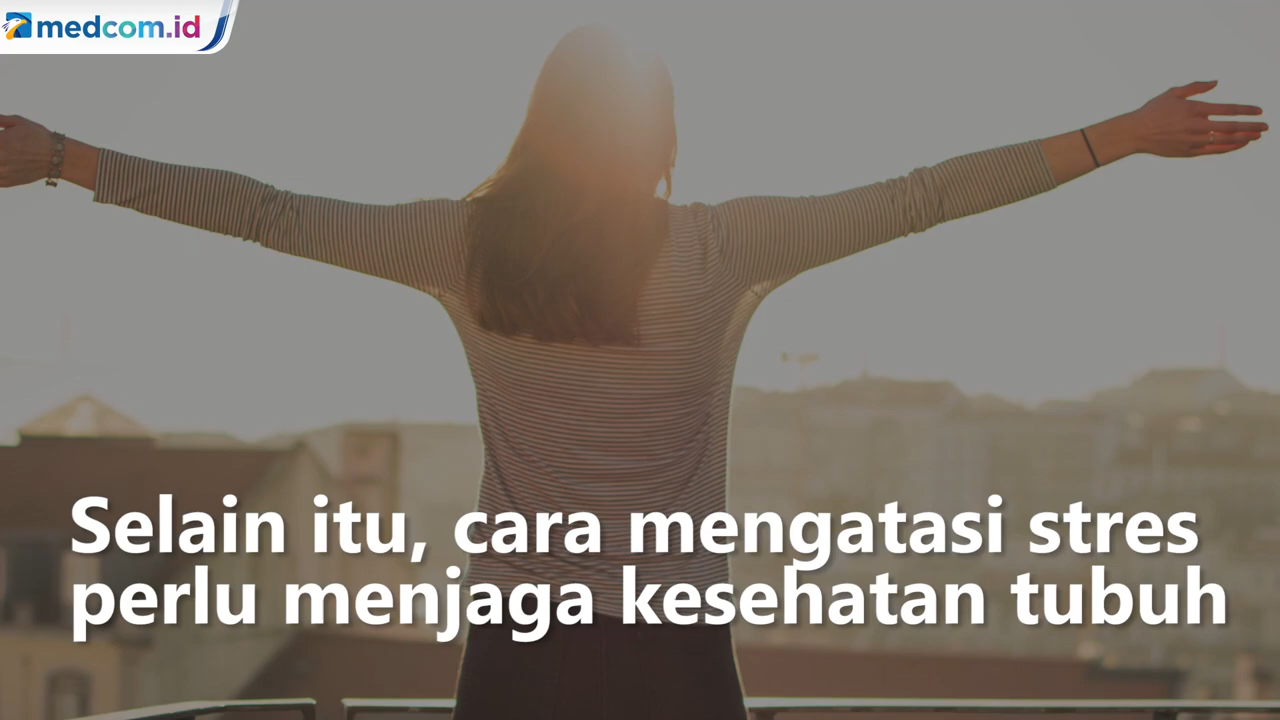 medcom.id
Selain itu, cara mengatasi stres
perlu menjaga kesehatan tubuh